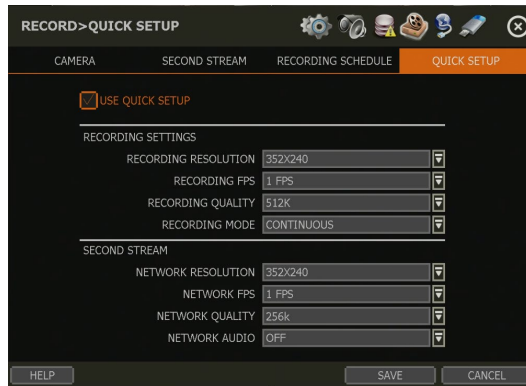 RECORD>QUICK SETUP
CAMERA SECOND STREAM RECORDING SCHEDULE QUICK SETUP
USE QUICK SETUP
RECORDING SETTINGS
RECORDING RESOLUTION 352X240
RECORDING FPS 1 FPS
RECORDING QUALITY 512K
RECORDING MODE CONTINUOUS
SECOND STREAM
NETWORK RESOLUTION 352X240
NETWORK FPS 1 FPS
NETWORK QUALITY 256k
NETWORK AUDIO OFF
HELP SAVE CANCEL